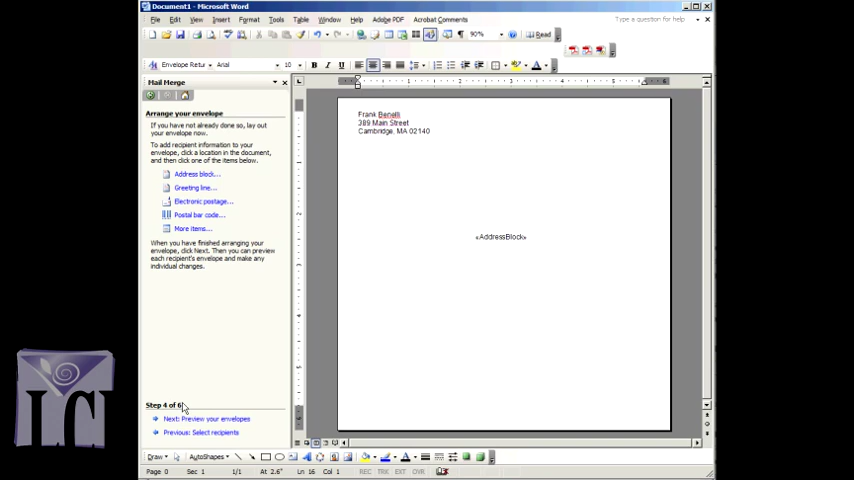 Document1 - Microsoft Word
File Edit View Insert Format Tools Table Window Help Adobe PDF Acrobat Comments
Type a question for help
90%
Read
Envelope Retur Arial 10 B I U
Mail Merge
Arrange your envelope
If you have not already done so, lay out
your envelope now.
To add recipient information to your
envelope, click a location in the document,
and then click one of the items below.
Address block...
Greeting line...
Electronic postage...
Postal bar code...
More items...
When you have finished arranging your
envelope, click Next. Then you can preview
each recipient's envelope and make any
individual changes.
Step 4 of 6
Next: Preview your envelopes
Previous: Select recipients
Frank Benelli
389 Main Street
Cambridge, MA 02140
«AddressBlock»
Draw AutoShapes
Page 0 Sec 1 1/1 At 2.6" Ln 16 Col 1 REC TRK EXT OVR
LCI